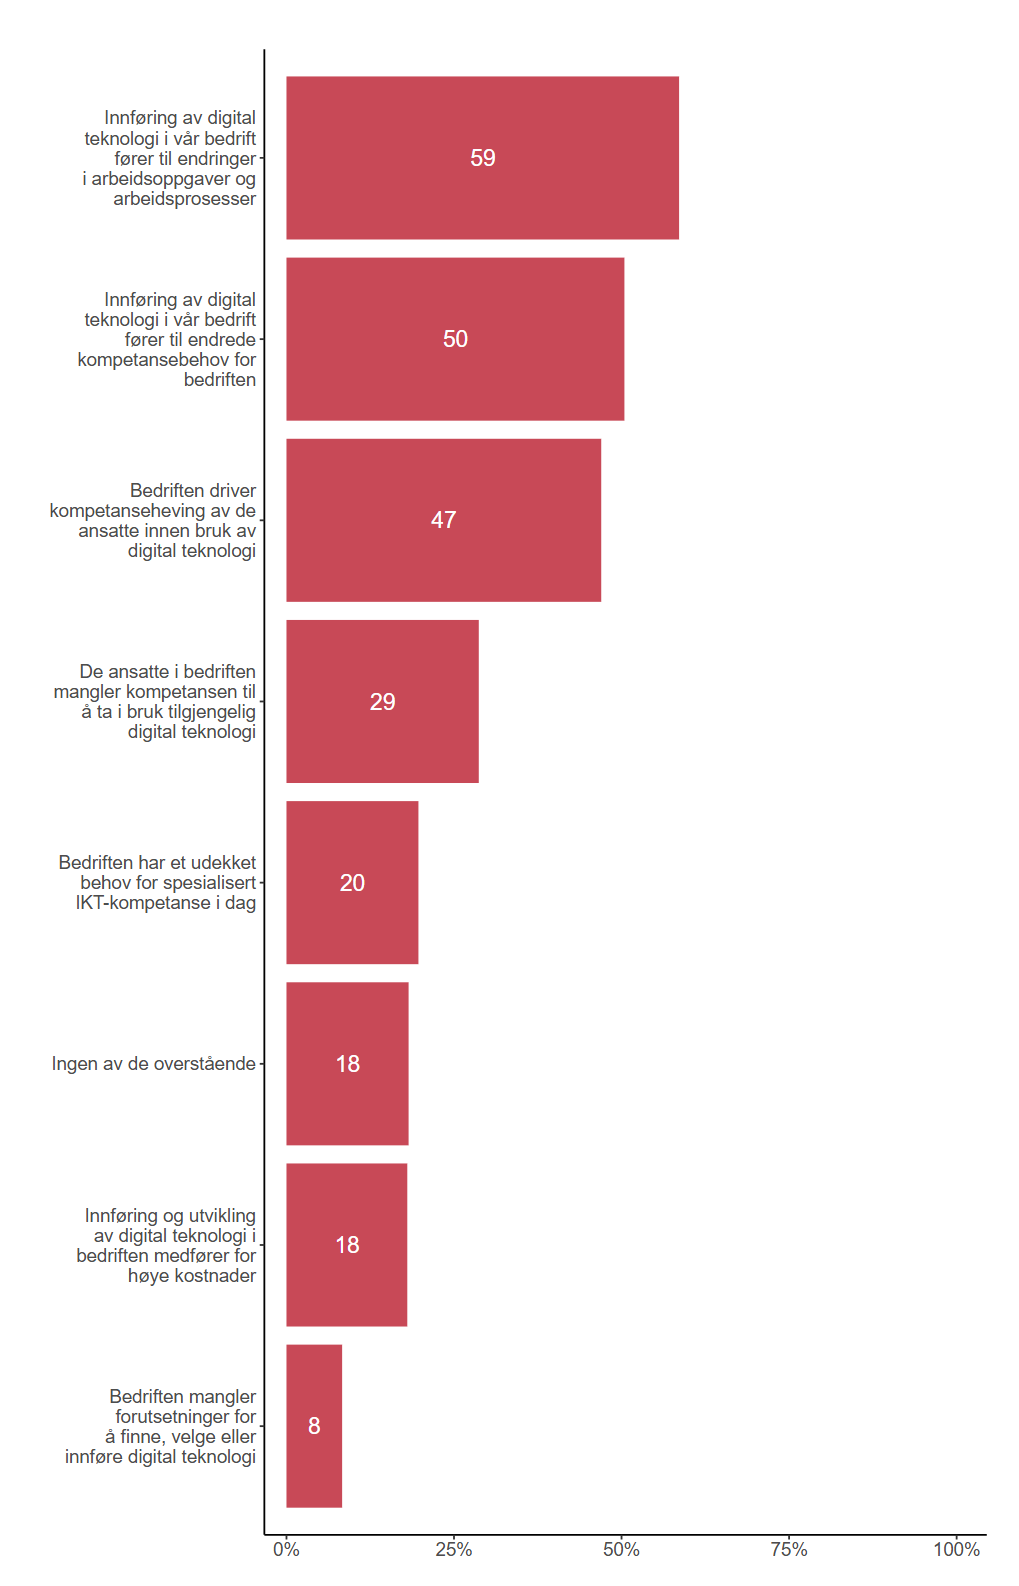 Innføring av digital
teknologi i vår bedrift
fører til endringer
i arbeidsoppgaver og
arbeidsprosesser
59
Innføring av digital
teknologi i vår bedrift
fører til endrede
kompetansebehov for
bedriften
50
Bedriften driver
kompetanseheving av de
ansatte innen bruk av
digital teknologi
47
De ansatte i bedriften
mangler kompetansen til
å ta i bruk tilgjengelig
digital teknologi
29
Bedriften har et udekket
behov for spesialisert
IKT-kompetanse i dag
20
Ingen av de overstående
18
Innføring og utvikling
av digital teknologi i
bedriften medfører for
høye kostnader
18
Bedriften mangler
forutsetninger for
å finne, velge eller
innføre digital teknologi
8
0% 25% 50% 75% 100%